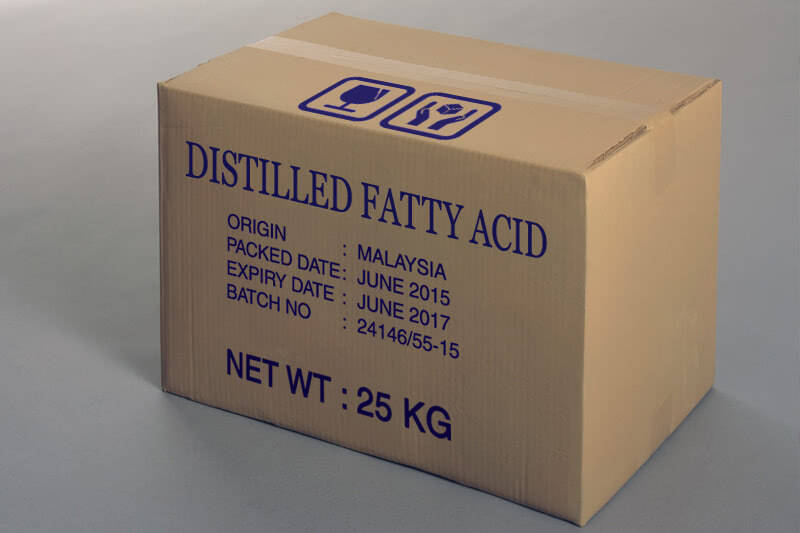 DISTILLED FATTY ACID
ORIGIN : MALAYSIA
PACKED DATE : JUNE 2015
EXPIRY DATE : JUNE 2017
BATCH NO : 24146/55-15
NET WT : 25 KG